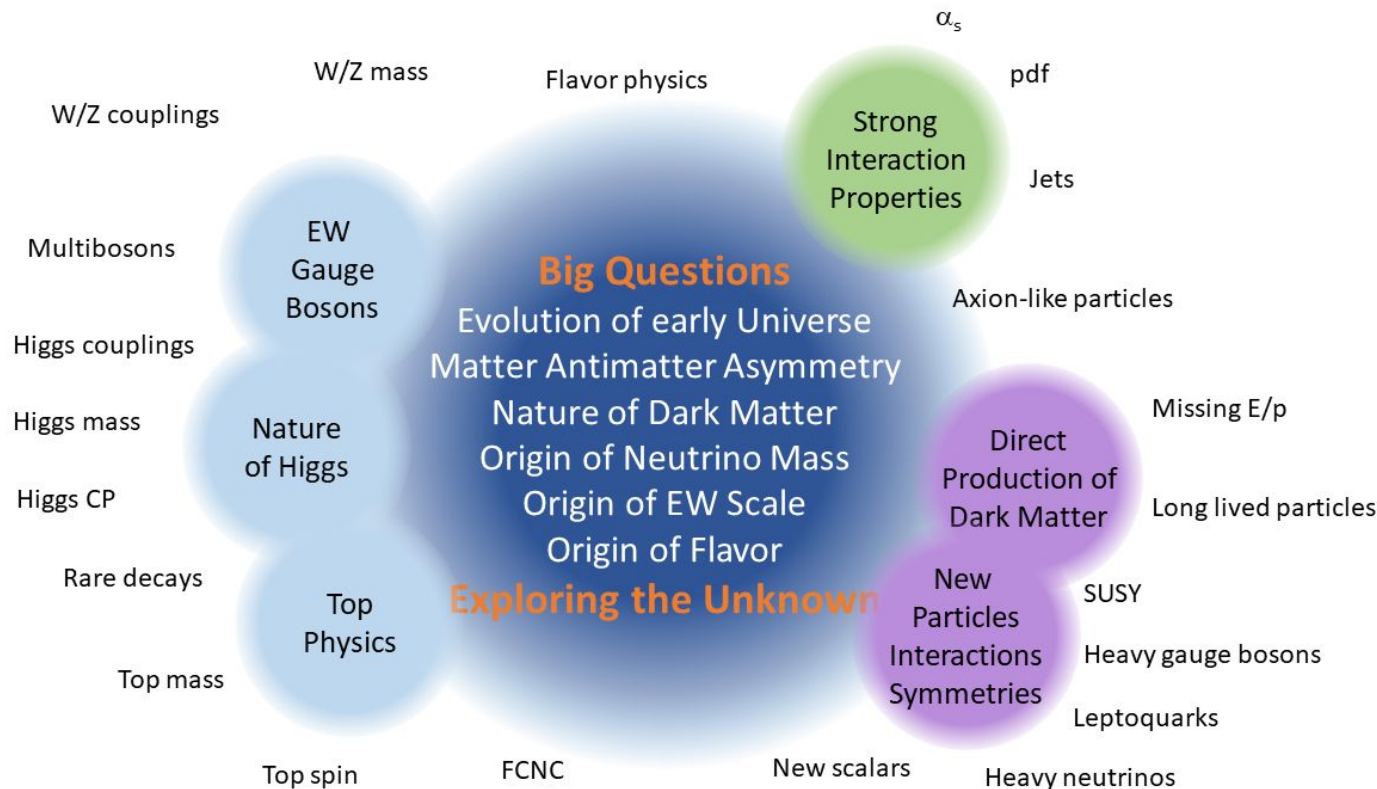 αs
W/Z mass
Flavor physics
pdf
W/Z couplings
Strong
Interaction
Properties
Jets
EW
Gauge
Bosons
Multibosons
Big Questions
Evolution of early Universe
Matter Antimatter Asymmetry
Nature of Dark Matter
Origin of Neutrino Mass
Origin of EW Scale
Origin of Flavor
Exploring the Unknown
Axion-like particles
Higgs couplings
Higgs mass
Higgs CP
Nature
of Higgs
Missing E/p
Direct
Production of
Dark Matter
Long lived particles
Rare decays
Top
Physics
New
Particles
Interactions
Symmetries
SUSY
Heavy gauge bosons
Leptoquarks
Top mass
Top spin
FCNC
New scalars
Heavy neutrinos